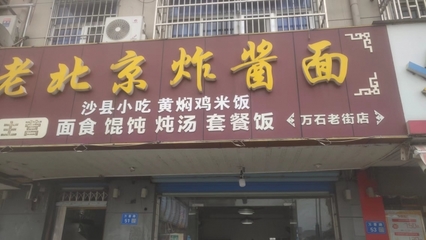 老北京炸酱面
沙县小吃 黄焖鸡米饭
主营 面食 馄饨 炖汤 套餐饭 万石老街店